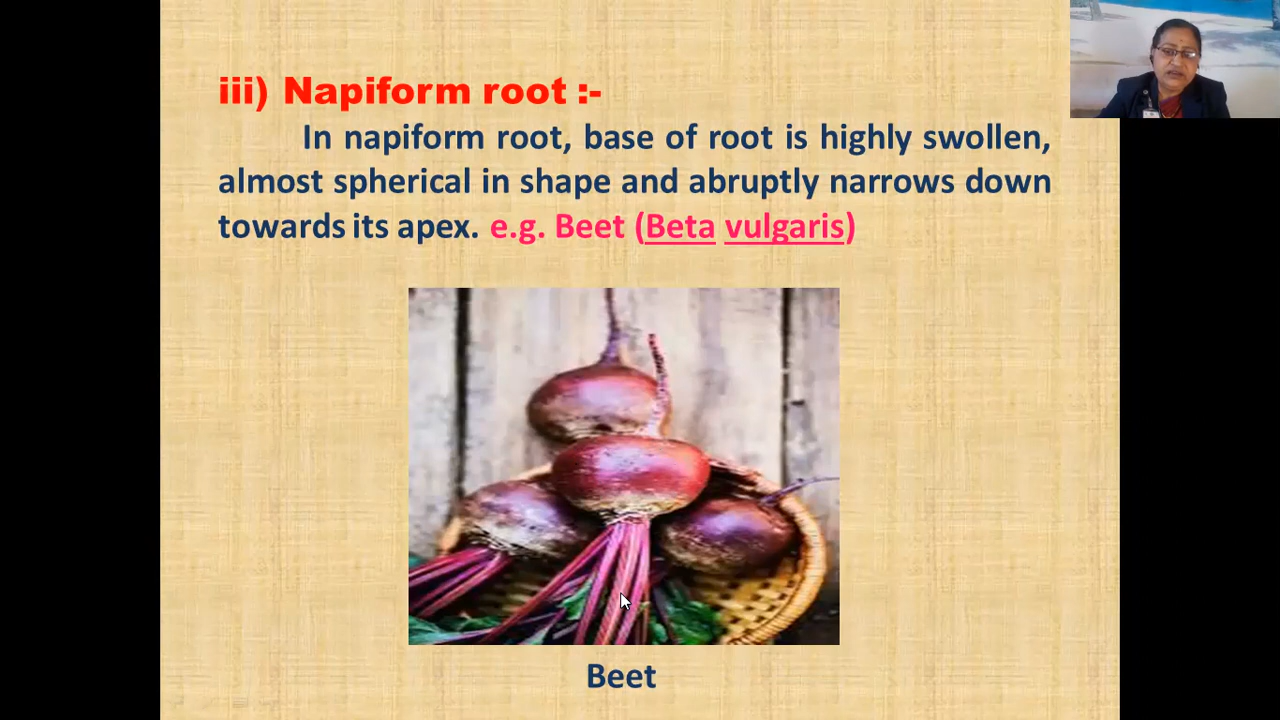 iii) Napiform root :-
In napiform root, base of root is highly swollen,
almost spherical in shape and abruptly narrows down
towards its apex. e.g. Beet (Beta vulgaris)
Beet